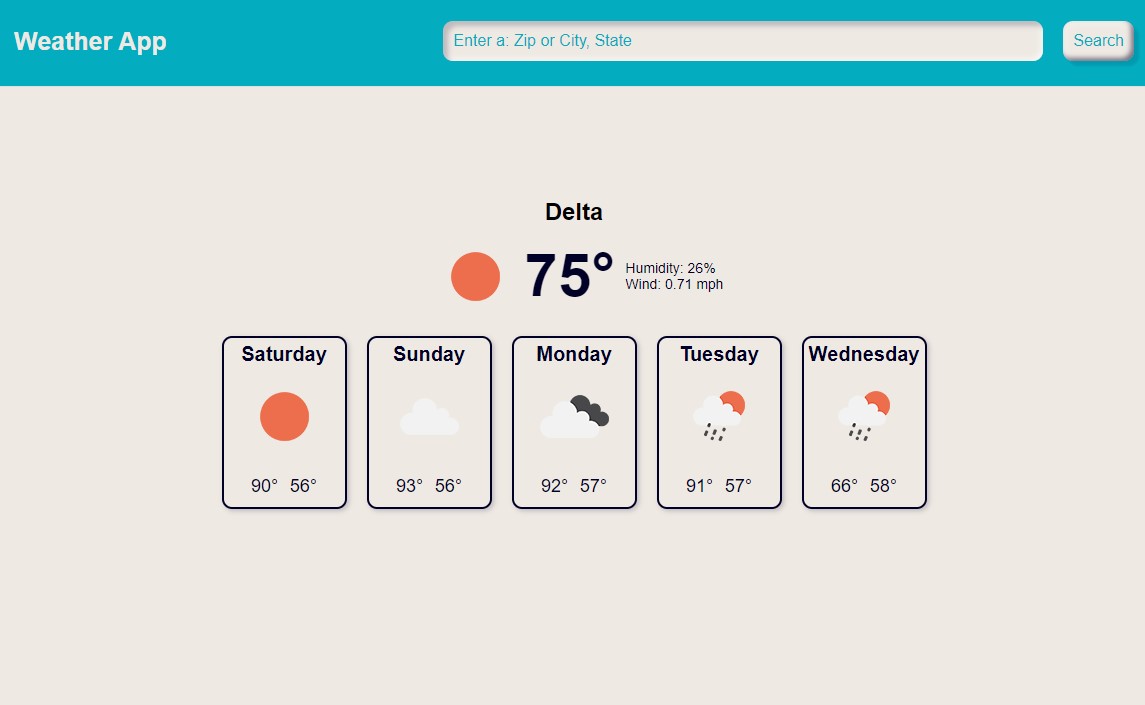 Weather App
Enter a: Zip or City, State
Search
Delta
75°
Humidity: 26%
Wind: 0.71 mph
Saturday
90° 56°
Sunday
93° 56°
Monday
92° 57°
Tuesday
91° 57°
Wednesday
66° 58°